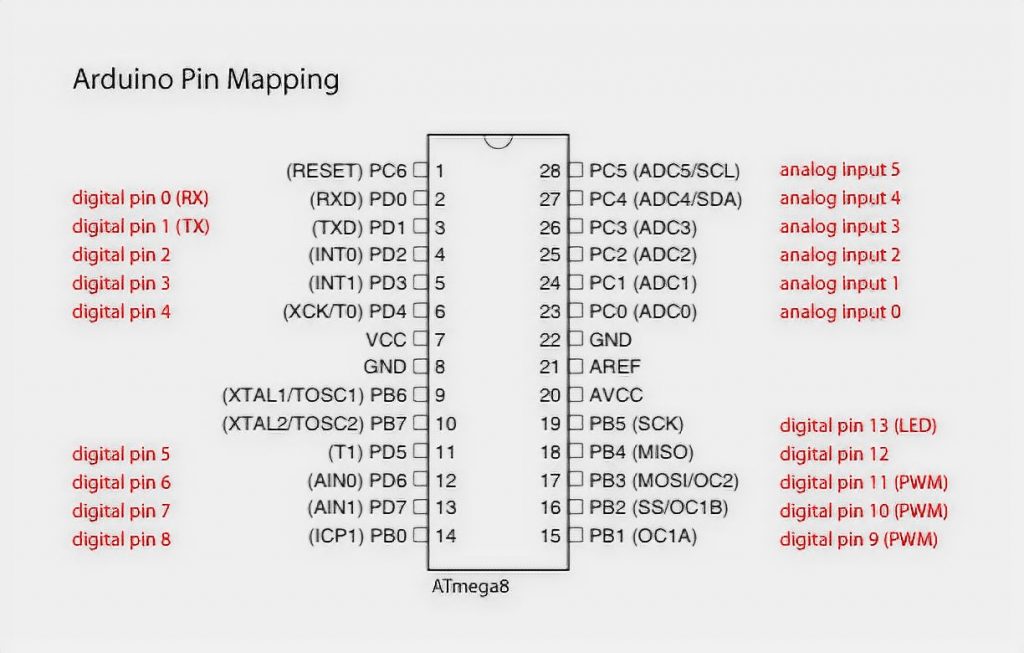 Arduino Pin Mapping
(RESET) PC6 1 28 PC5 (ADC5/SCL) analog input 5
digital pin 0 (RX) (RXD) PD0 2 27 PC4 (ADC4/SDA) analog input 4
digital pin 1 (TX) (TXD) PD1 3 26 PC3 (ADC3) analog input 3
digital pin 2 (INT0) PD2 4 25 PC2 (ADC2) analog input 2
digital pin 3 (INT1) PD3 5 24 PC1 (ADC1) analog input 1
digital pin 4 (XCK/T0) PD4 6 23 PC0 (ADC0) analog input 0
VCC 7 22 GND
GND 8 21 AREF
(XTAL1/TOSC1) PB6 9 20 AVCC
(XTAL2/TOSC2) PB7 10 19 PB5 (SCK) digital pin 13 (LED)
digital pin 5 (T1) PD5 11 18 PB4 (MISO) digital pin 12
digital pin 6 (AIN0) PD6 12 17 PB3 (MOSI/OC2) digital pin 11 (PWM)
digital pin 7 (AIN1) PD7 13 16 PB2 (SS/OC1B) digital pin 10 (PWM)
digital pin 8 (ICP1) PB0 14 15 PB1 (OC1A) digital pin 9 (PWM)
ATmega8